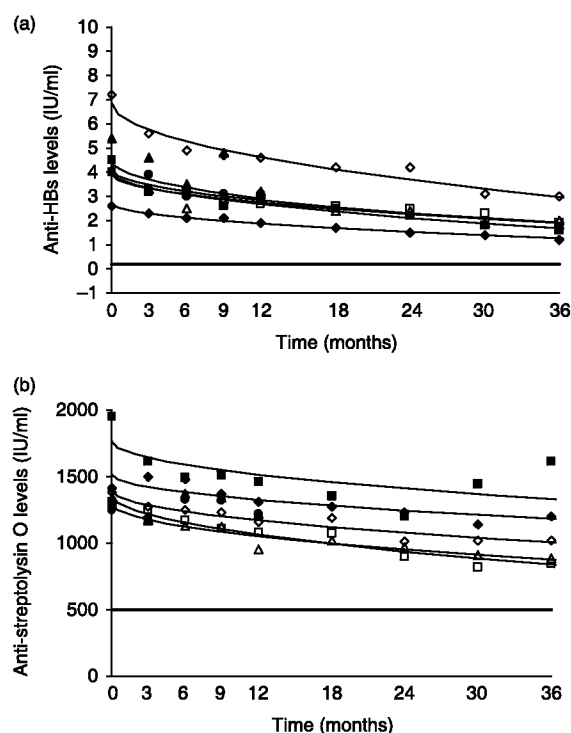 (a)
Anti-HBs levels (IU/ml)
10
9
8
7
6
5
4
3
2
1
0
–1
0 3 6 9 12 18 24 30 36
Time (months)
(b)
Anti-streptolysin O levels (IU/ml)
2000
1500
1000
500
0
0 3 6 9 12 18 24 30 36
Time (months)